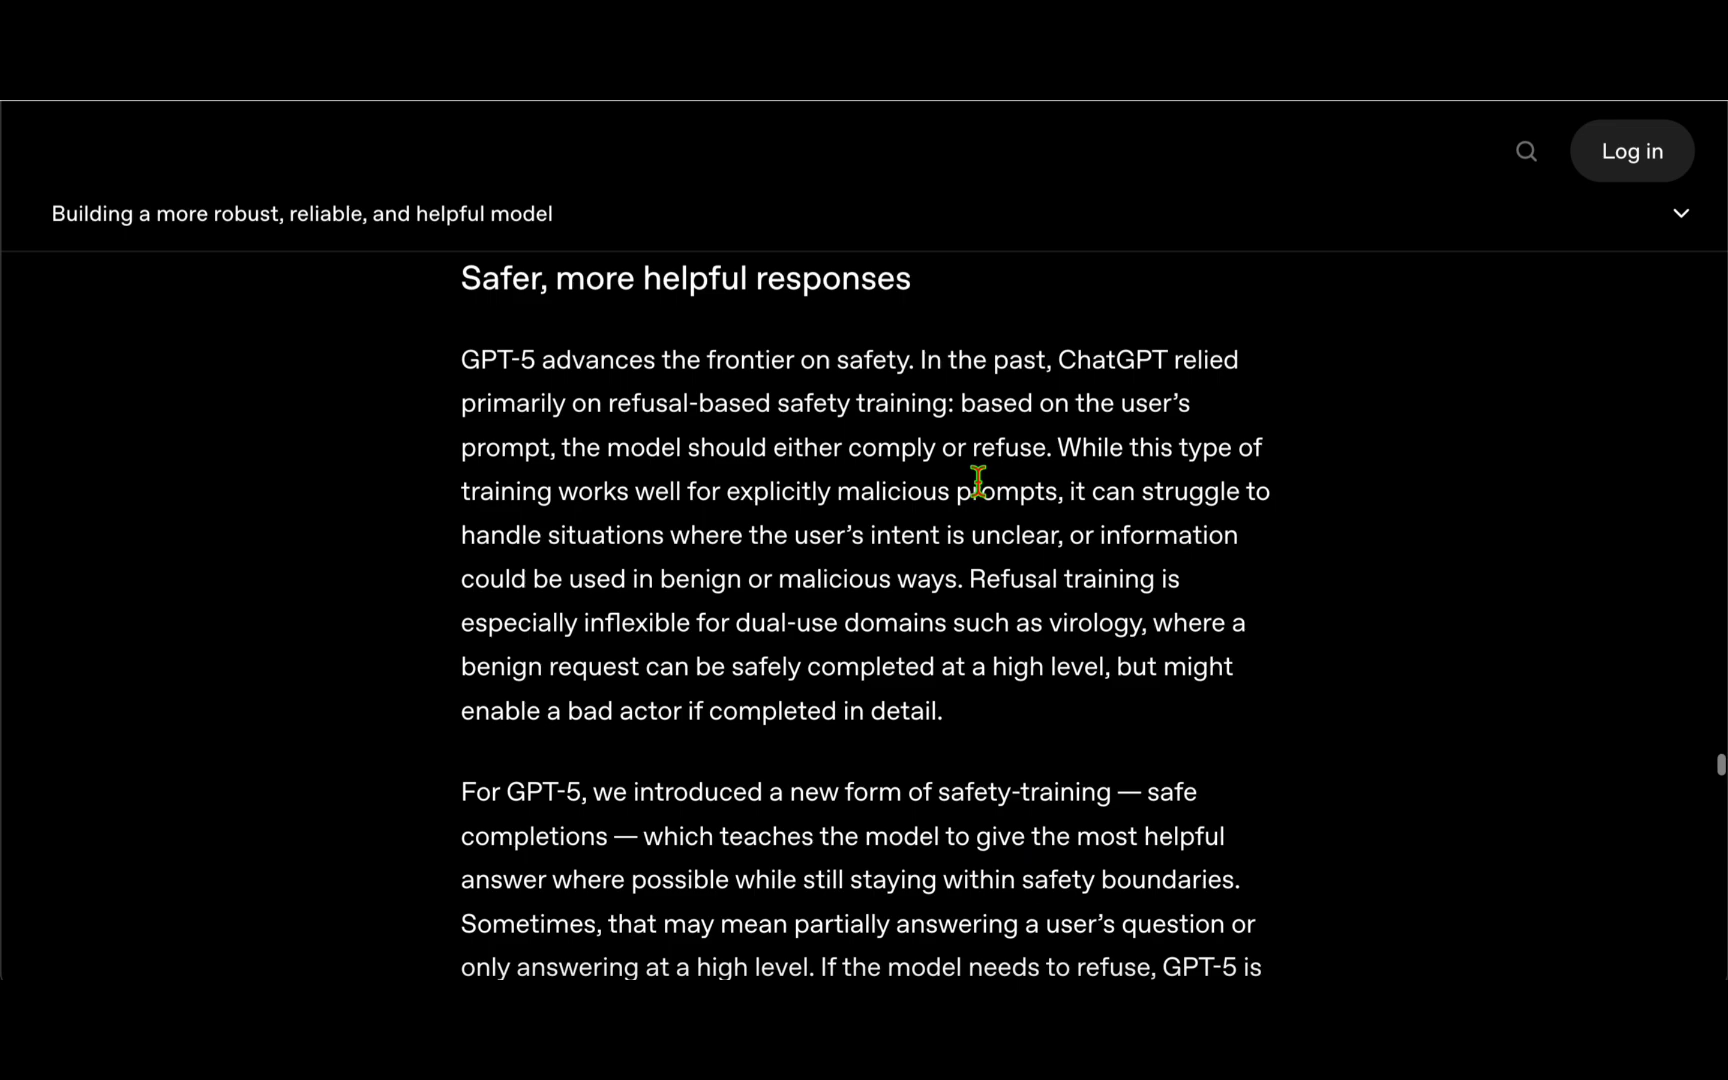 Log in
Building a more robust, reliable, and helpful model
Safer, more helpful responses
GPT-5 advances the frontier on safety. In the past, ChatGPT relied
primarily on refusal-based safety training: based on the user’s
prompt, the model should either comply or refuse. While this type of
training works well for explicitly malicious prompts, it can struggle to
handle situations where the user’s intent is unclear, or information
could be used in benign or malicious ways. Refusal training is
especially inflexible for dual-use domains such as virology, where a
benign request can be safely completed at a high level, but might
enable a bad actor if completed in detail.
For GPT-5, we introduced a new form of safety-training — safe
completions — which teaches the model to give the most helpful
answer where possible while still staying within safety boundaries.
Sometimes, that may mean partially answering a user’s question or
only answering at a high level. If the model needs to refuse, GPT-5 is